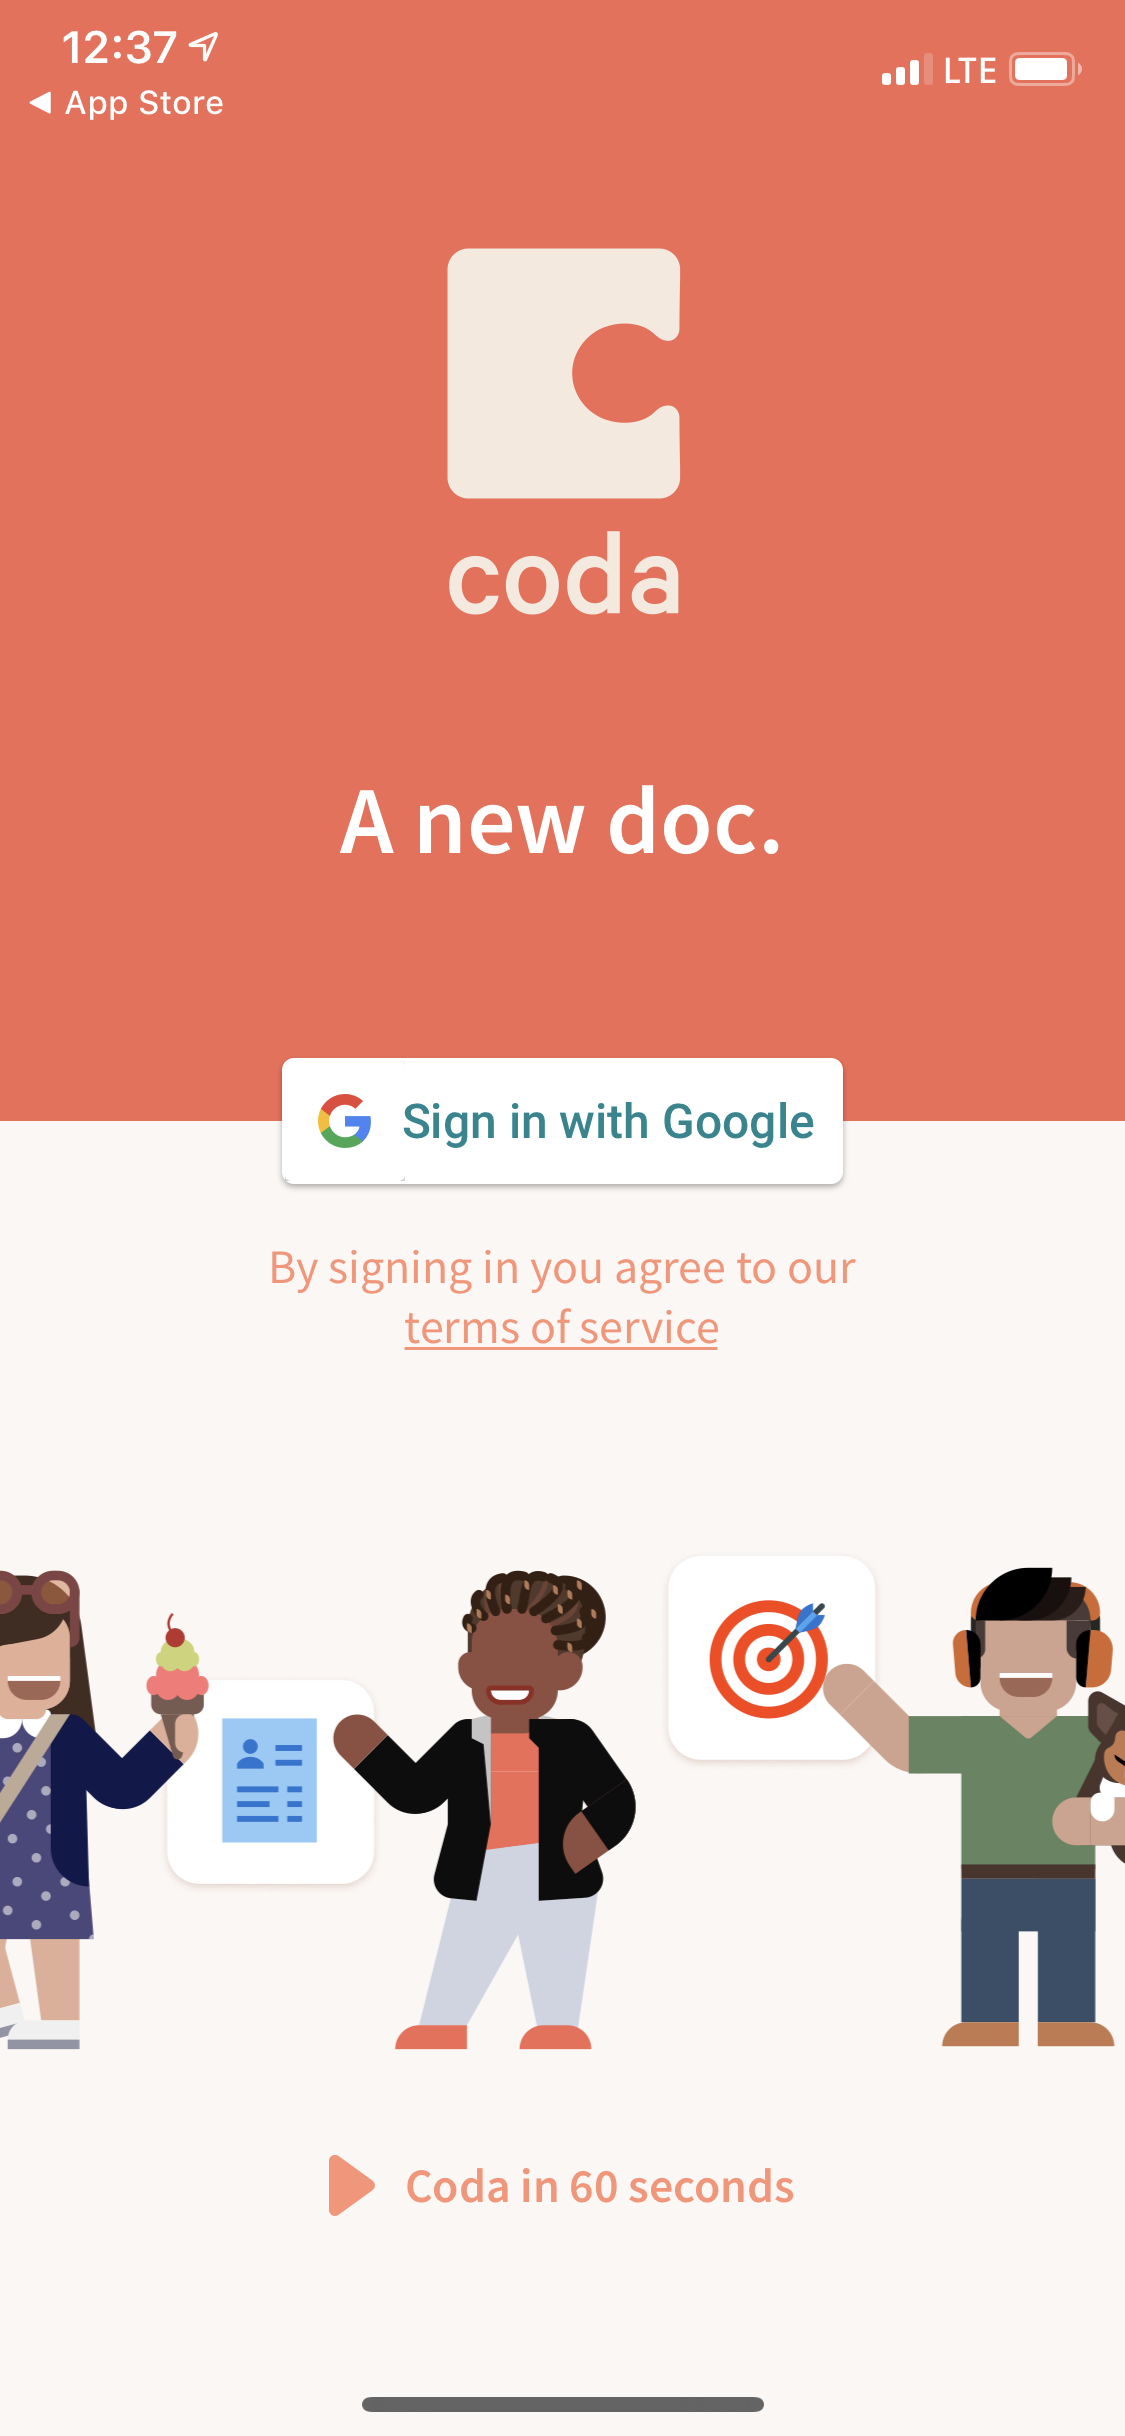 12:37
LTE
◀ App Store
coda
A new doc.
Sign in with Google
By signing in you agree to our
terms of service
Coda in 60 seconds